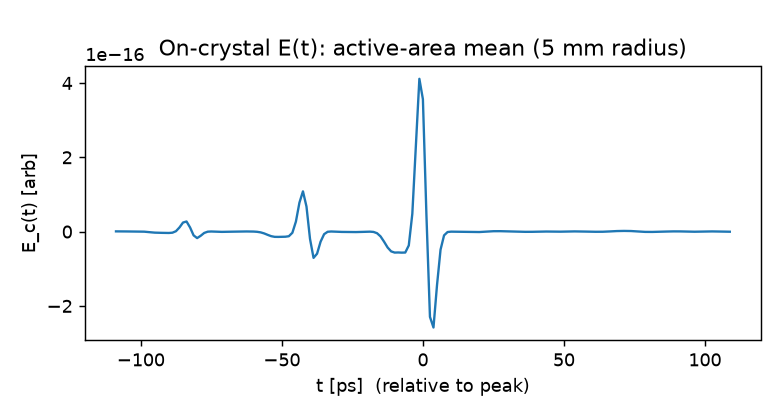 1e−16
On-crystal E(t): active-area mean (5 mm radius)
E_c(t) [arb]
4
2
0
−2
−100
−50
0
50
100
t [ps]  (relative to peak)